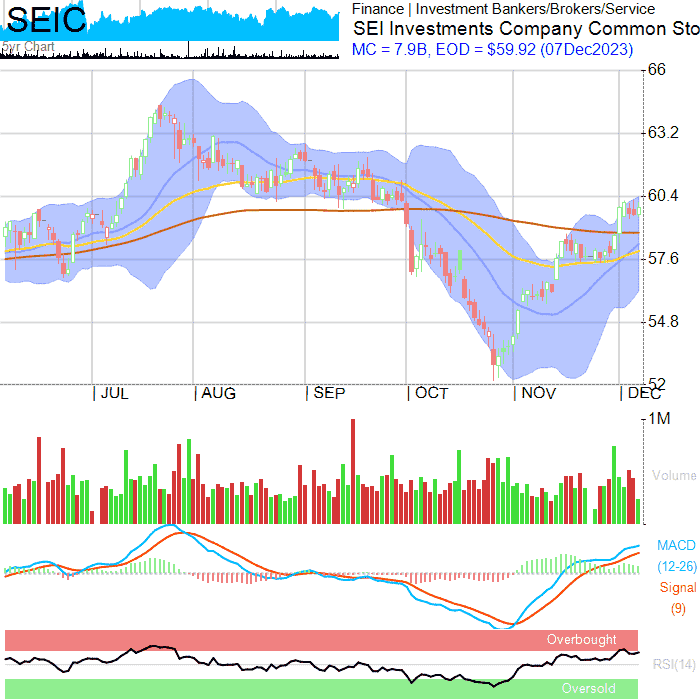 SEIC
5yr Chart
Finance | Investment Bankers/Brokers/Service
SEI Investments Company Common Sto
MC = 7.9B, EOD = $59.92 (07Dec2023)
66
63.2
60.4
57.6
54.8
52
| JUL | AUG | SEP | OCT | NOV | DEC
1M
Volume
MACD
(12-26)
Signal
(9)
Overbought
RSI(14)
Oversold